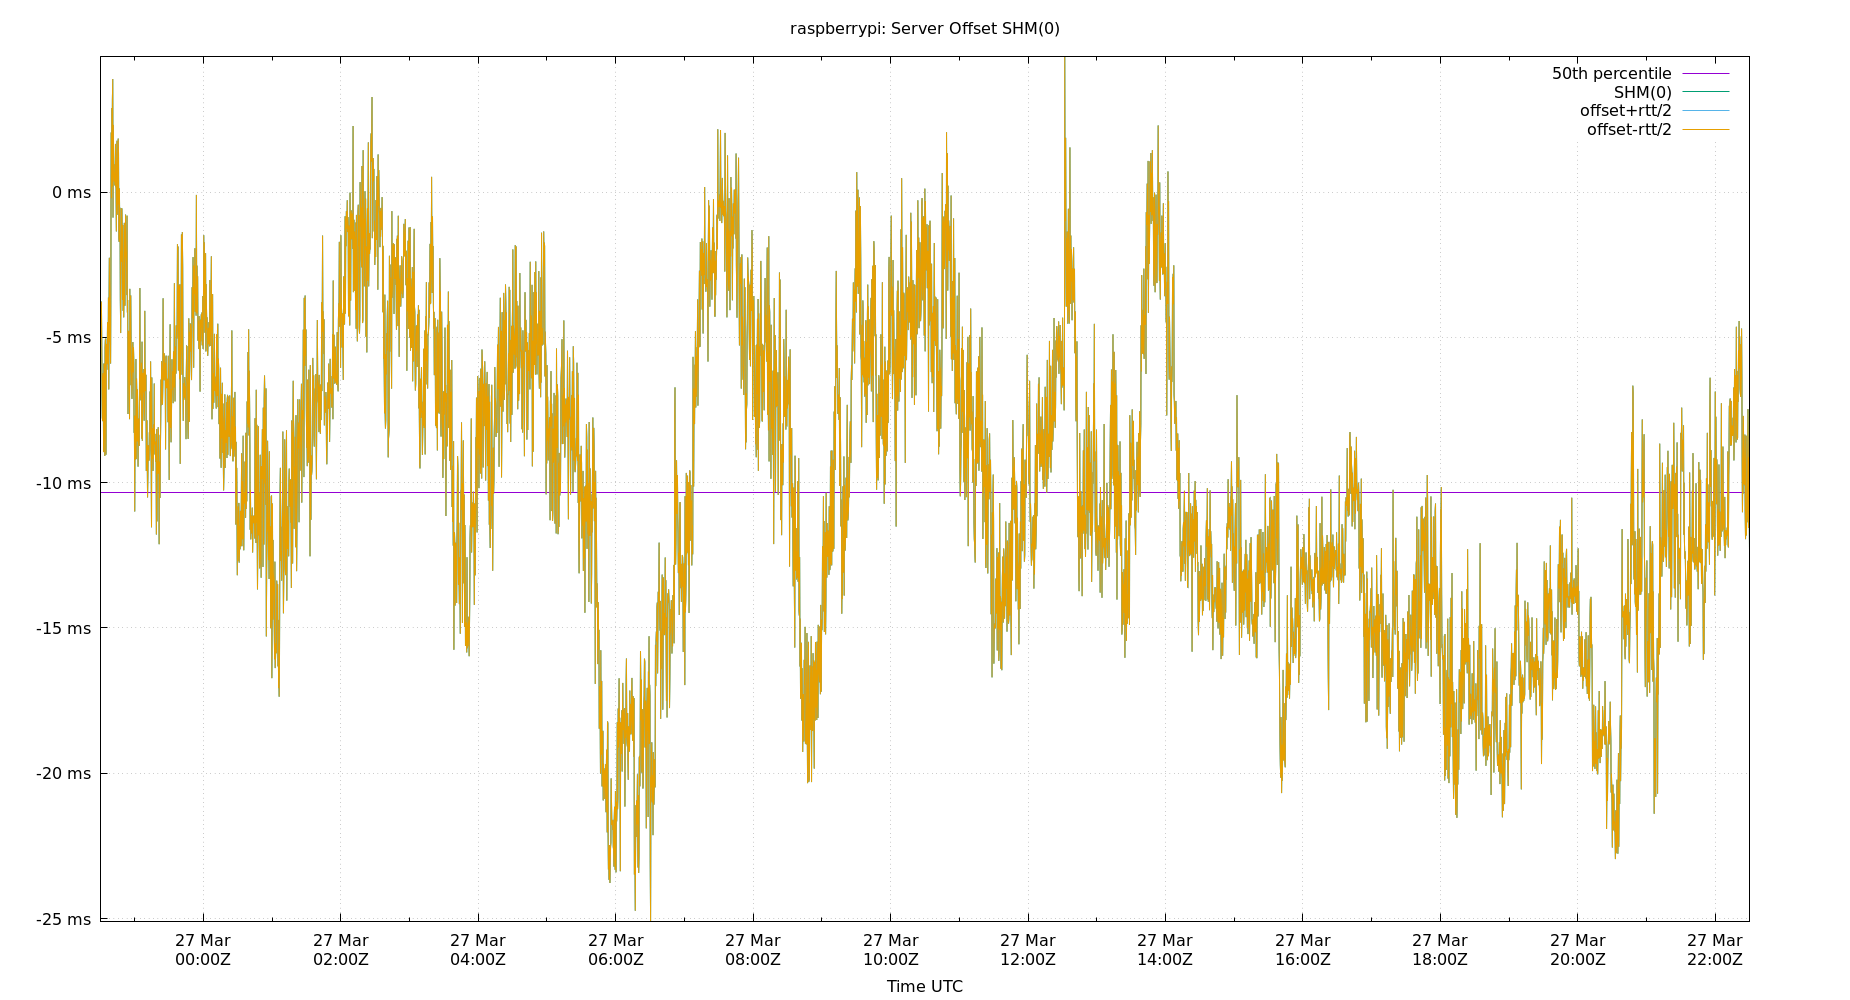 raspberrypi: Server Offset SHM(0)
50th percentile
SHM(0)
offset+rtt/2
offset-rtt/2
0 ms
-5 ms
-10 ms
-15 ms
-20 ms
-25 ms
27 Mar 27 Mar 27 Mar 27 Mar 27 Mar 27 Mar 27 Mar 27 Mar 27 Mar 27 Mar 27 Mar 27 Mar
00:00Z 02:00Z 04:00Z 06:00Z 08:00Z 10:00Z 12:00Z 14:00Z 16:00Z 18:00Z 20:00Z 22:00Z
Time UTC